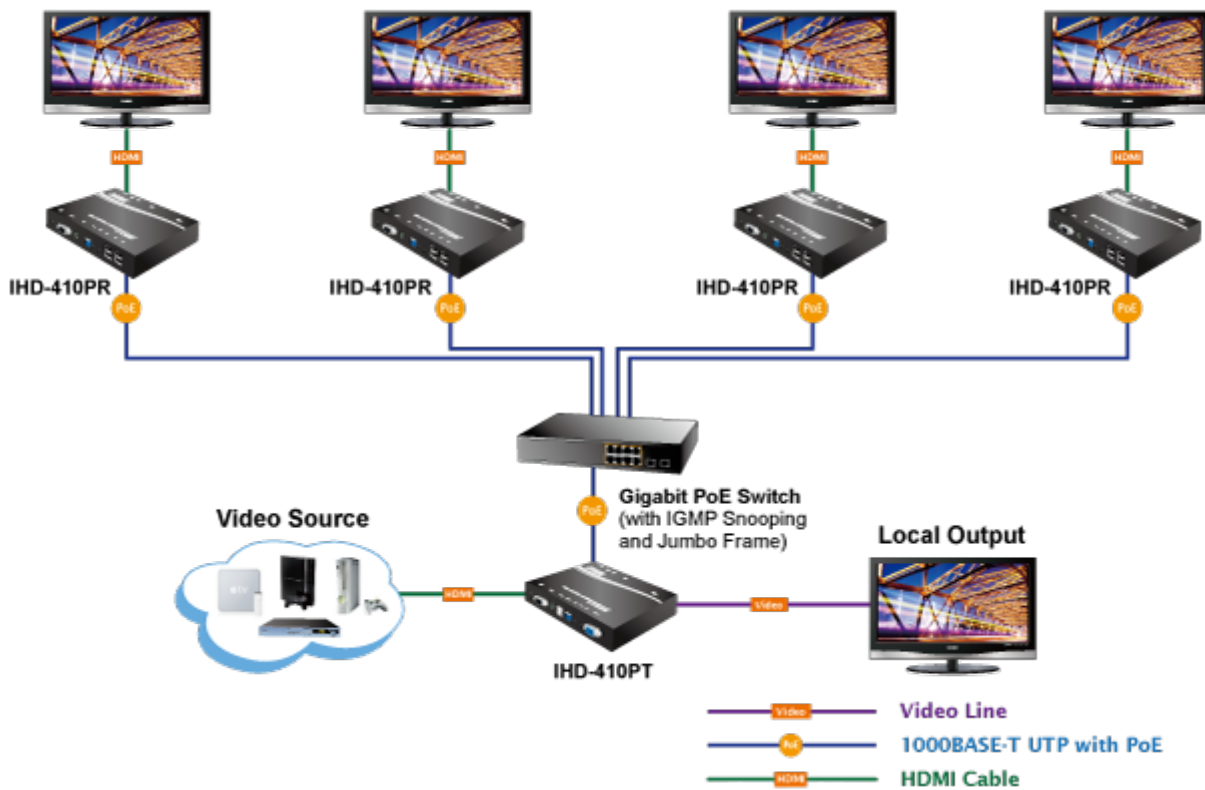 HDMI
HDMI
HDMI
HDMI
IHD-410PR
IHD-410PR
IHD-410PR
IHD-410PR
PoE
PoE
PoE
PoE
PoE
Gigabit PoE Switch
(with IGMP Snooping
and Jumbo Frame)
Video Source
Local Output
tv
HDMI
Video
IHD-410PT
Video
Video Line
PoE
1000BASE-T UTP with PoE
HDMI
HDMI Cable